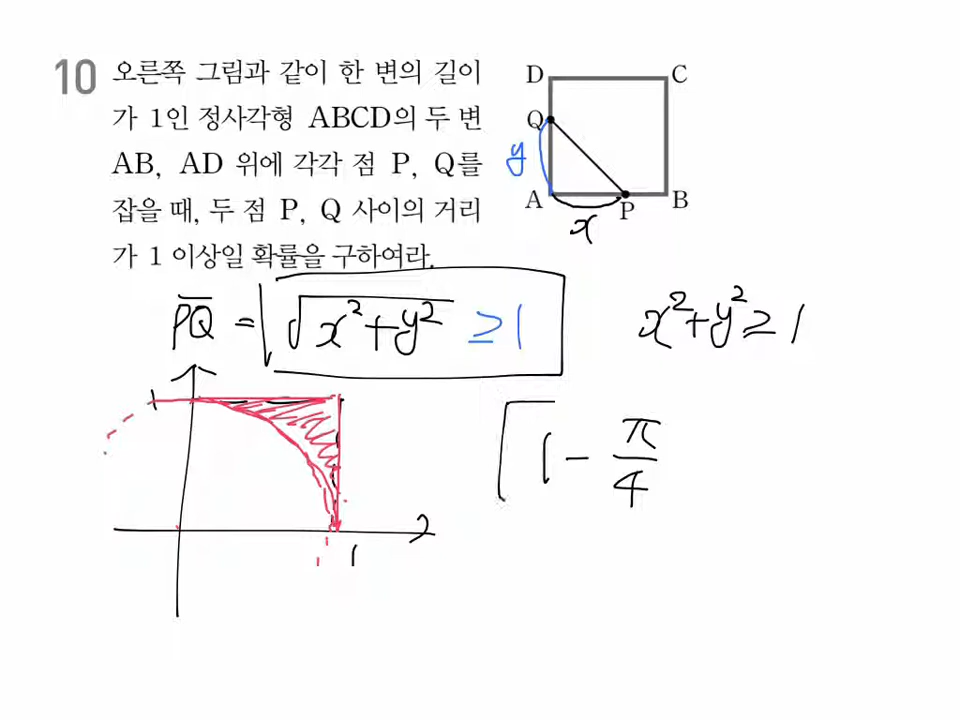 10 오른쪽 그림과 같이 한 변의 길이
가 1인 정사각형 ABCD의 두 변
AB, AD 위에 각각 점 P, Q를
잡을 때, 두 점 P, Q 사이의 거리
가 1 이상일 확률을 구하여라.
D C
Q
y
A P B
x
PQ = √x²+y² ≥1
x²+y² ≥ 1
1
1
1 - π/4